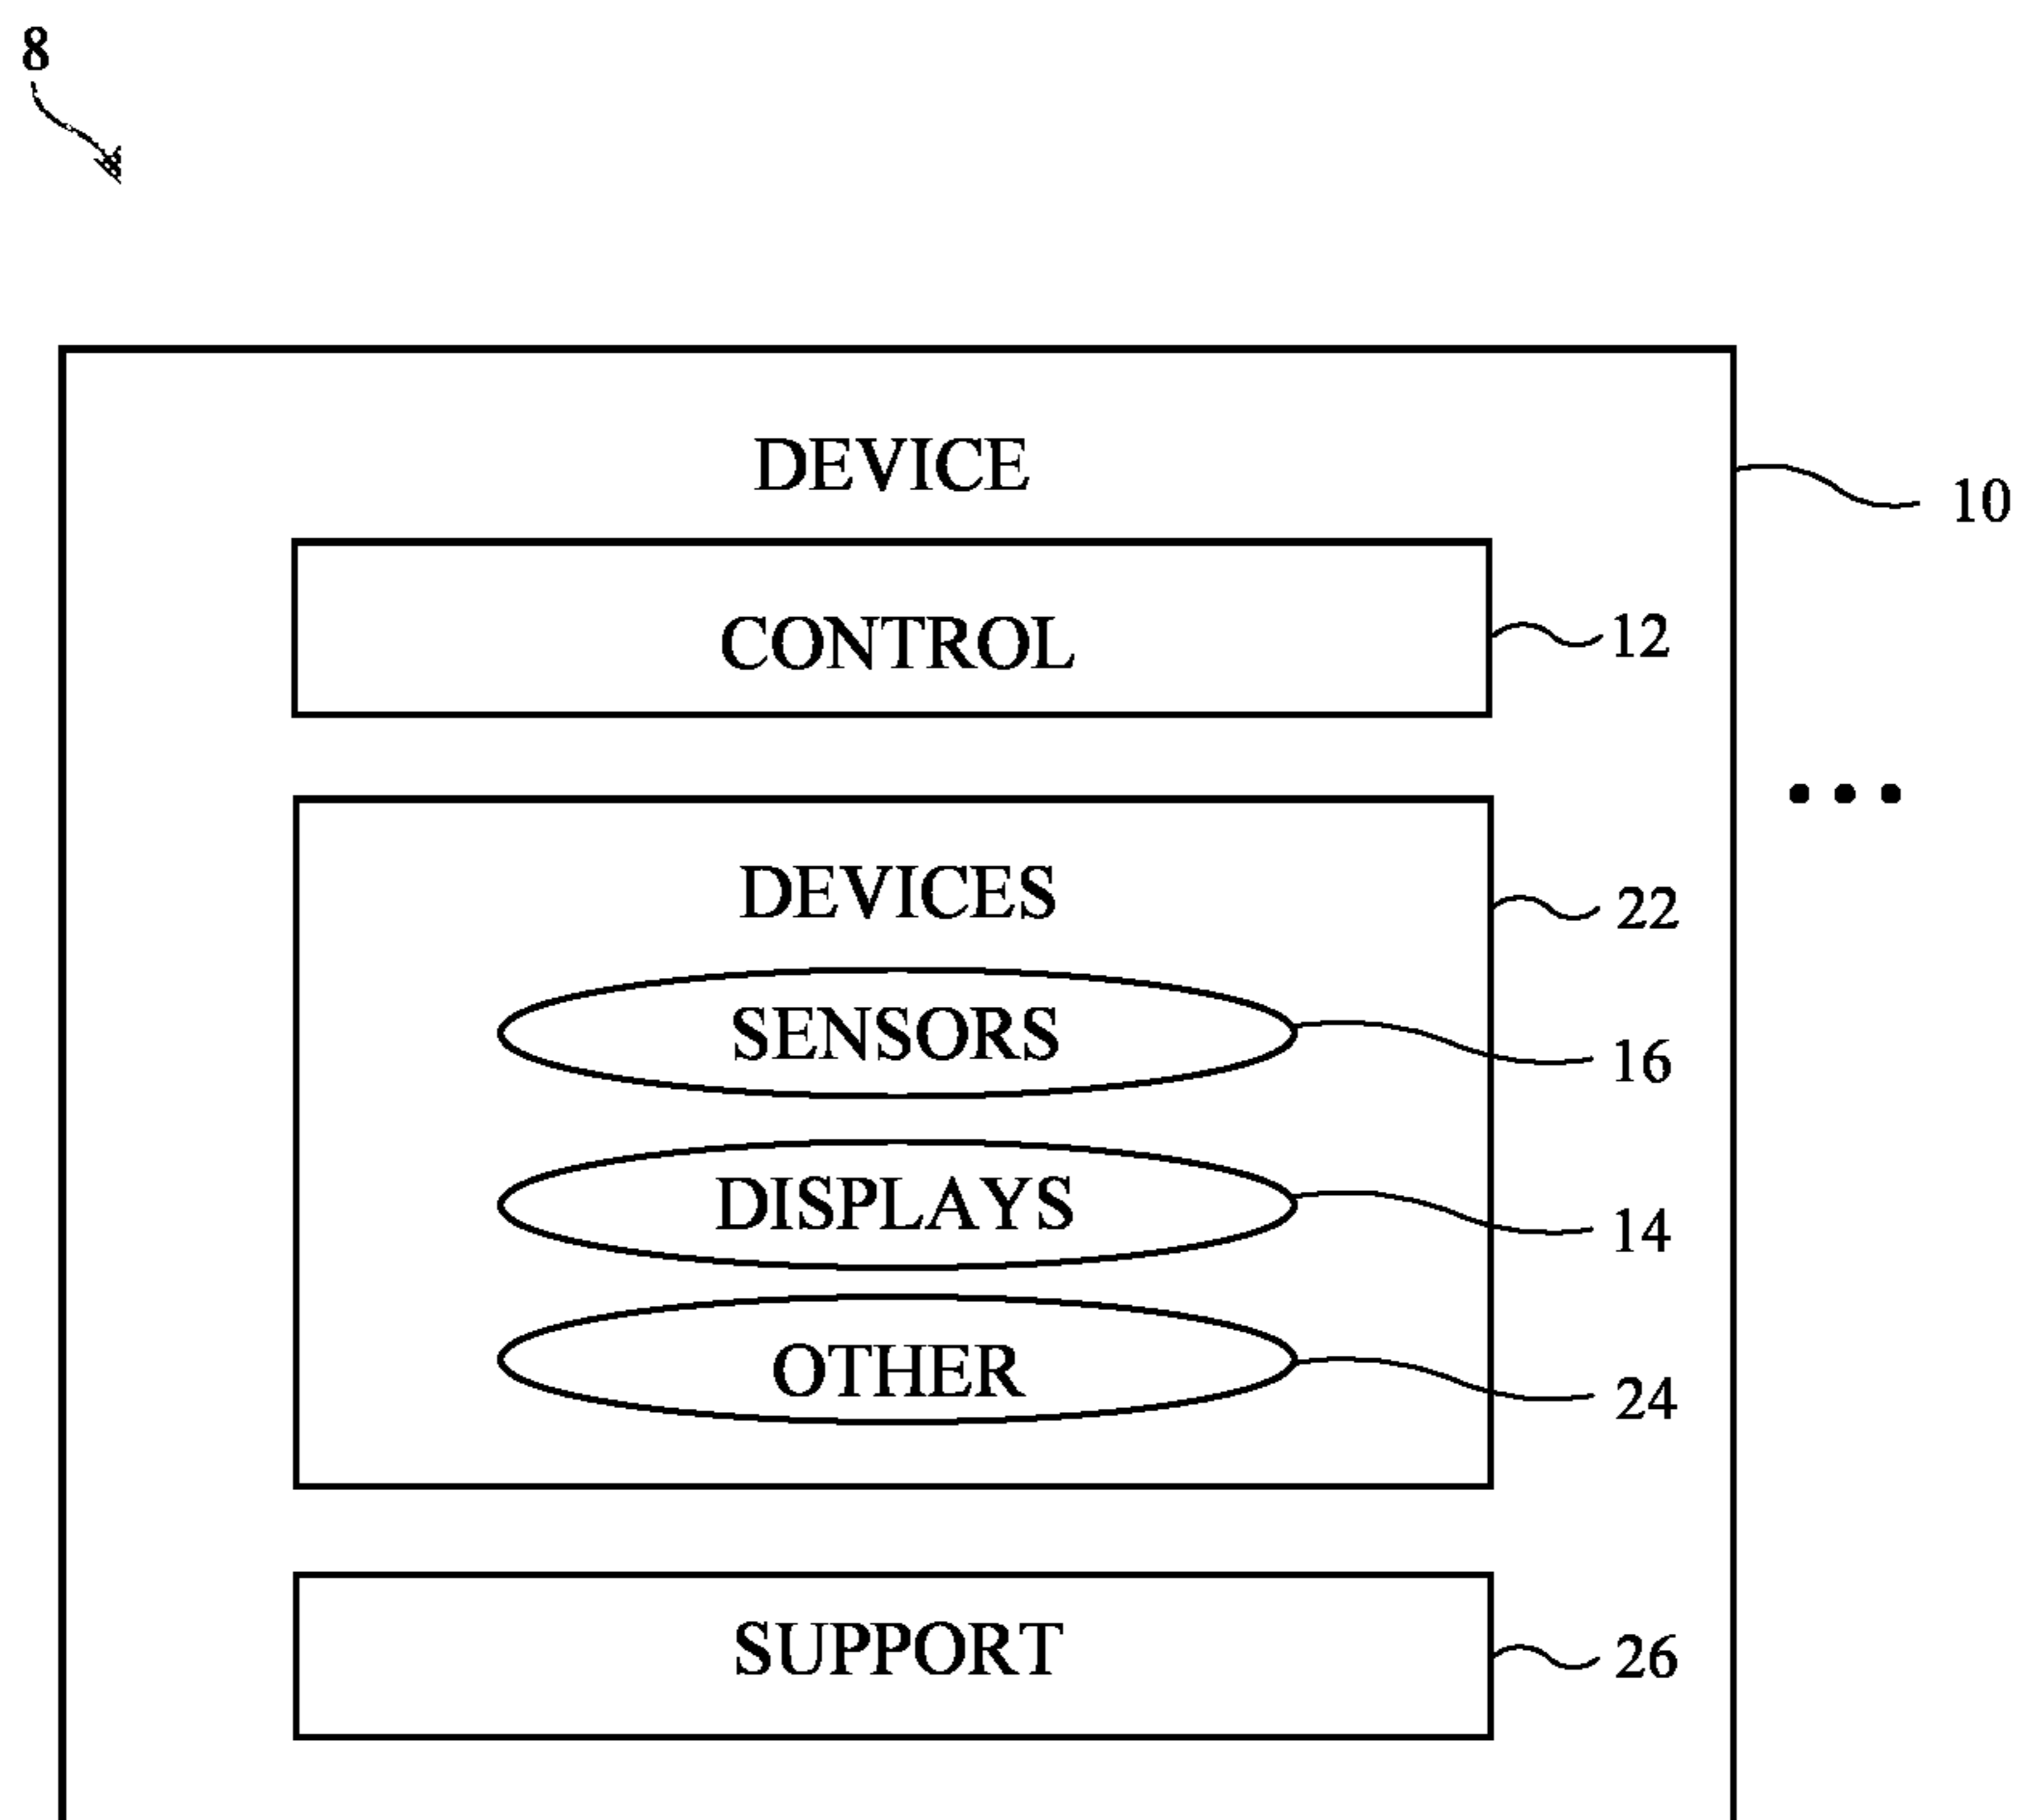 8
DEVICE
10
CONTROL
12
...
DEVICES
22
SENSORS
16
DISPLAYS
14
OTHER
24
SUPPORT
26